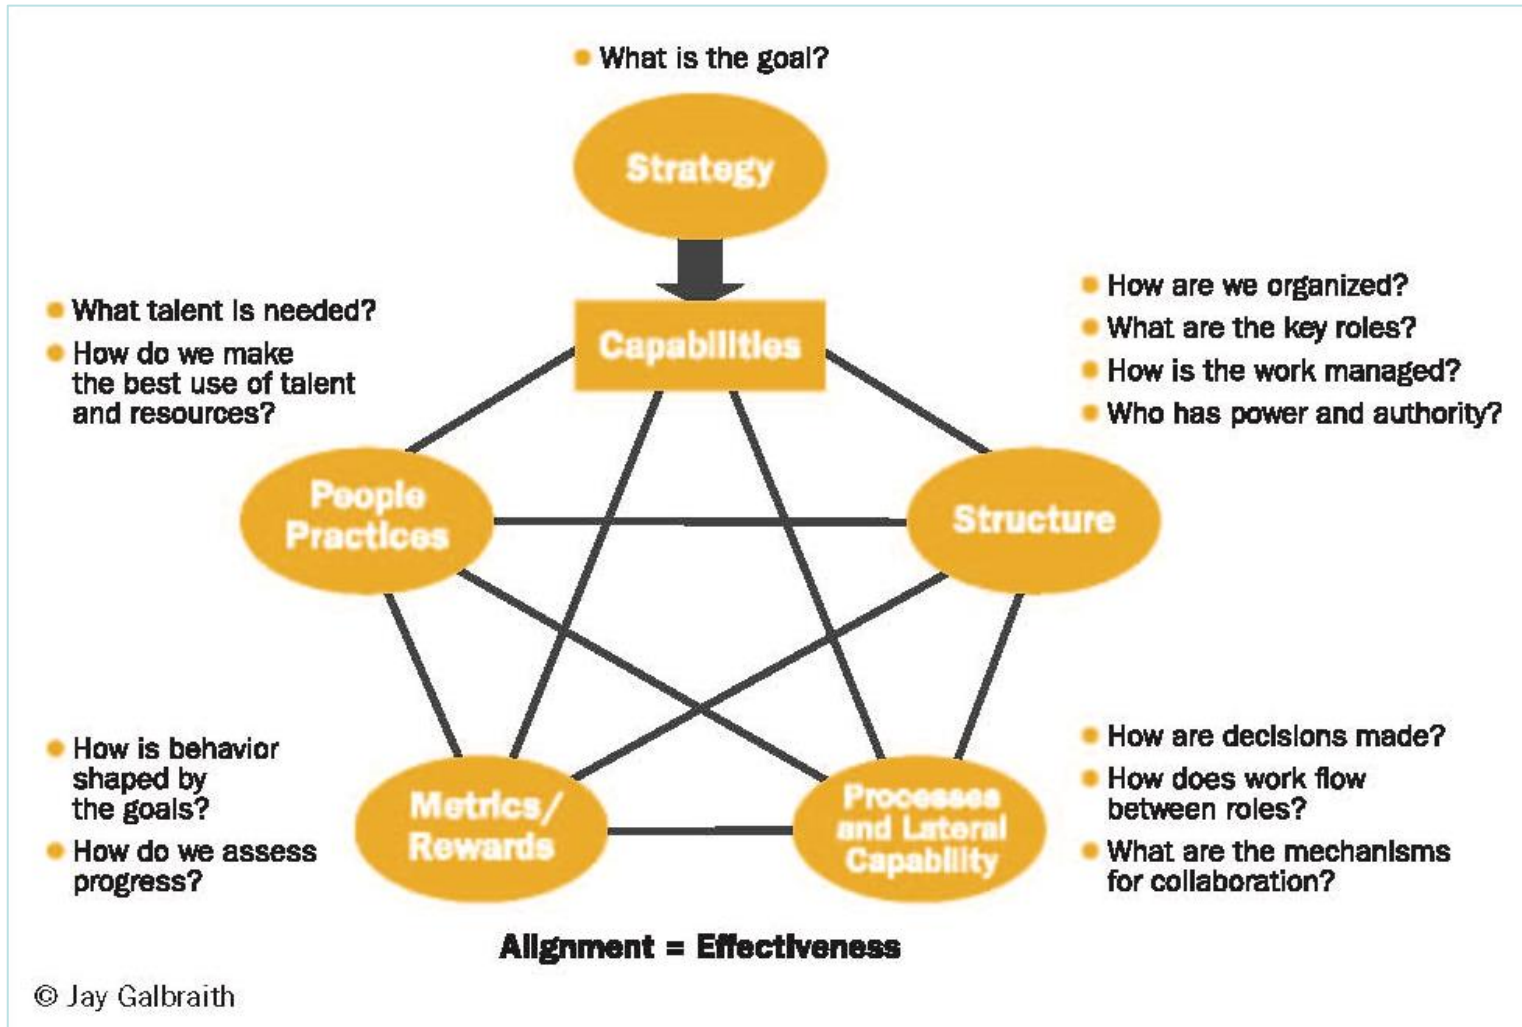 What is the goal?
Strategy
Capabilities
What talent is needed?
How do we make
the best use of talent
and resources?
How are we organized?
What are the key roles?
How is the work managed?
Who has power and authority?
People
Practices
Structure
How is behavior
shaped by
the goals?
How do we assess
progress?
Metrics/
Rewards
Processes
and Lateral
Capability
How are decisions made?
How does work flow
between roles?
What are the mechanisms
for collaboration?
Alignment = Effectiveness
© Jay Galbraith